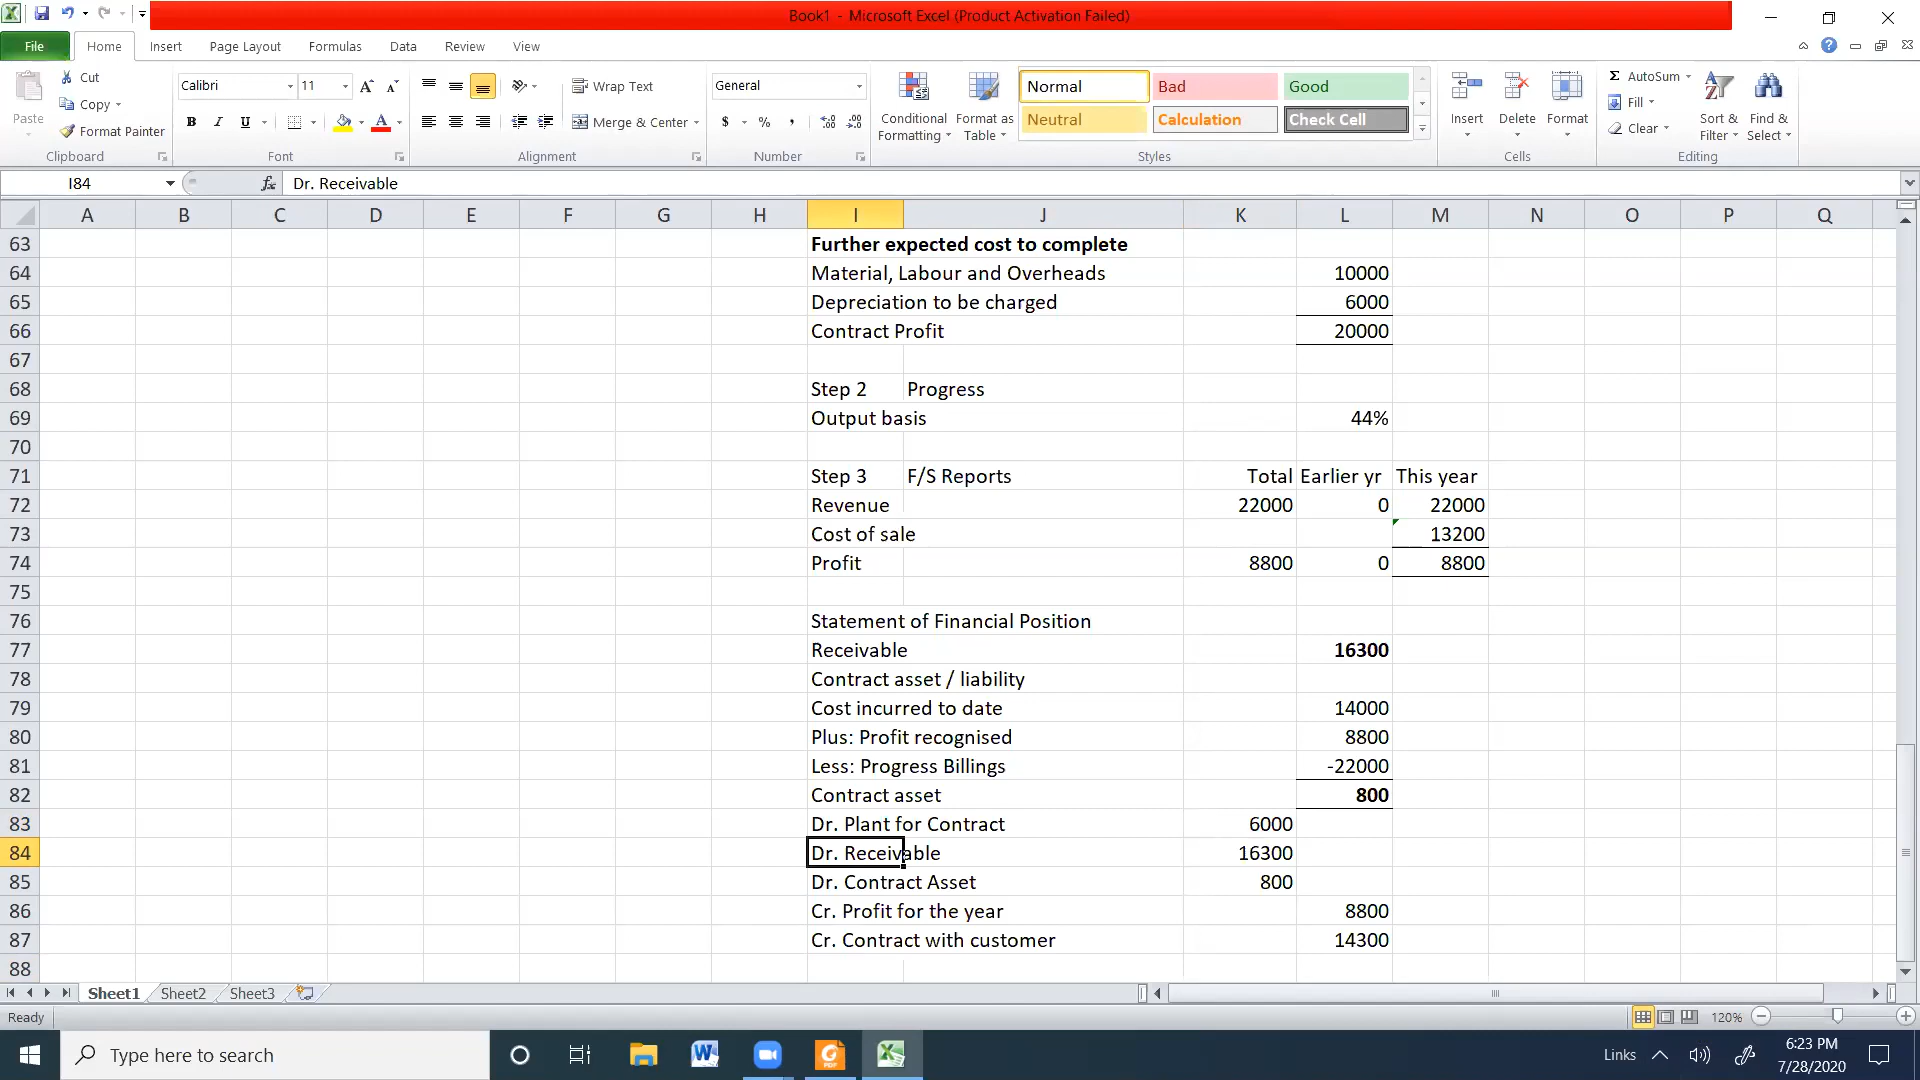 Book1 - Microsoft Excel (Product Activation Failed)
File Home Insert Page Layout Formulas Data Review View
Paste
Cut
Copy
Format Painter
Clipboard
Calibri 11
B I U
Font
Wrap Text
Merge & Center
Alignment
General
$ % ,
Number
Conditional Formatting
Format as Table
Normal Bad Good
Neutral Calculation Check Cell
Styles
Insert Delete Format
Cells
Σ AutoSum
Fill
Clear
Sort & Filter
Find & Select
Editing
I84 fx Dr. Receivable
A B C D E F G H I J K L M N O P Q
63 Further expected cost to complete
64 Material, Labour and Overheads 10000
65 Depreciation to be charged 6000
66 Contract Profit 20000
67
68 Step 2 Progress
69 Output basis 44%
70
71 Step 3 F/S Reports Total Earlier yr This year
72 Revenue 22000 0 22000
73 Cost of sale 13200
74 Profit 8800 0 8800
75
76 Statement of Financial Position
77 Receivable 16300
78 Contract asset / liability
79 Cost incurred to date 14000
80 Plus: Profit recognised 8800
81 Less: Progress Billings -22000
82 Contract asset 800
83 Dr. Plant for Contract 6000
84 Dr. Receivable 16300
85 Dr. Contract Asset 800
86 Cr. Profit for the year 8800
87 Cr. Contract with customer 14300
88
Sheet1 Sheet2 Sheet3
Ready 120%
Type here to search
Links
6:23 PM
7/28/2020